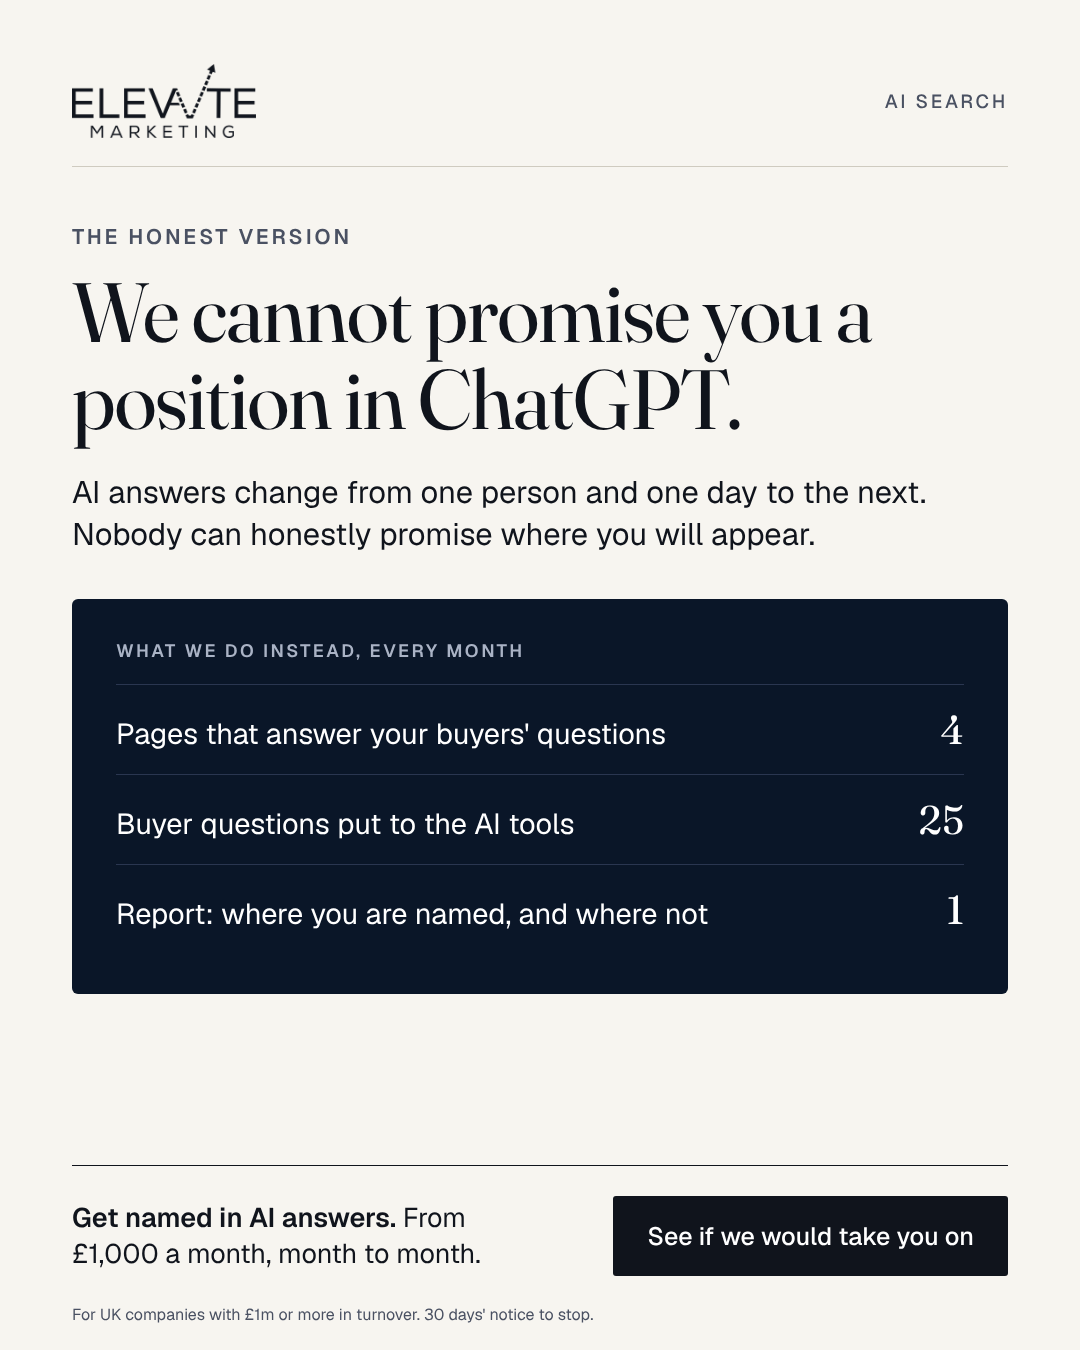 ELEVATE
MARKETING
AI SEARCH
THE HONEST VERSION
We cannot promise you a
position in ChatGPT.
AI answers change from one person and one day to the next.
Nobody can honestly promise where you will appear.
WHAT WE DO INSTEAD, EVERY MONTH
Pages that answer your buyers' questions 4
Buyer questions put to the AI tools 25
Report: where you are named, and where not 1
Get named in AI answers. From
£1,000 a month, month to month.
See if we would take you on
For UK companies with £1m or more in turnover. 30 days' notice to stop.